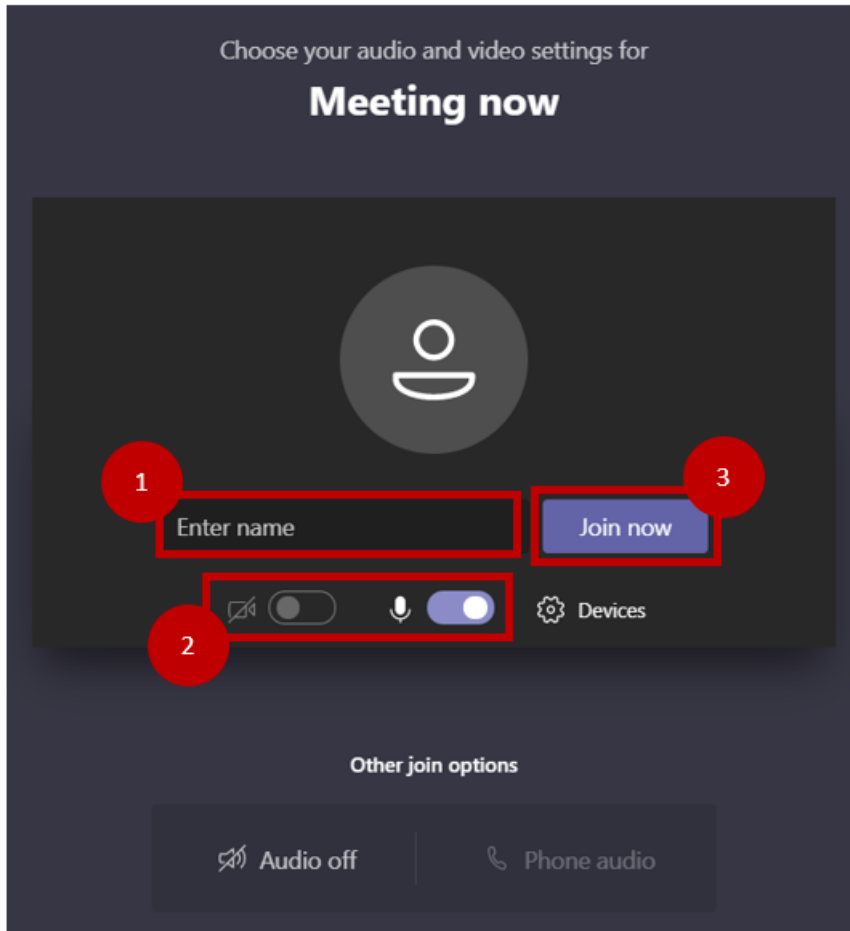 Choose your audio and video settings for
Meeting now
1
3
Enter name
Join now
Devices
2
Other join options
Audio off
Phone audio